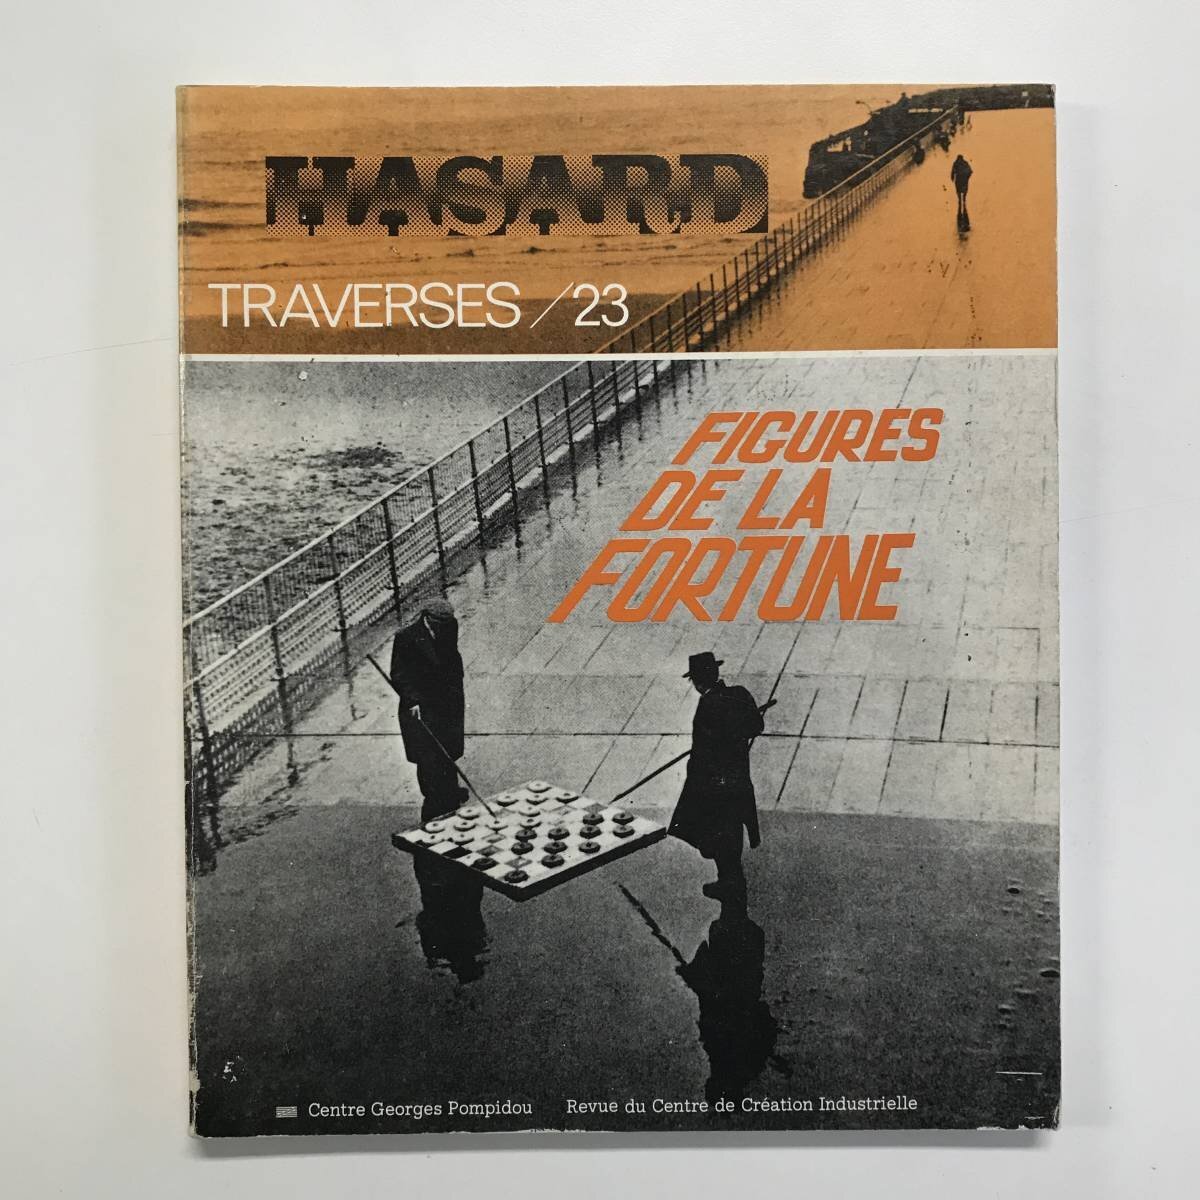 HASARD
TRAVERSES /23
FIGURES
DE LA
FORTUNE
Centre Georges Pompidou Revue du Centre de Création Industrielle